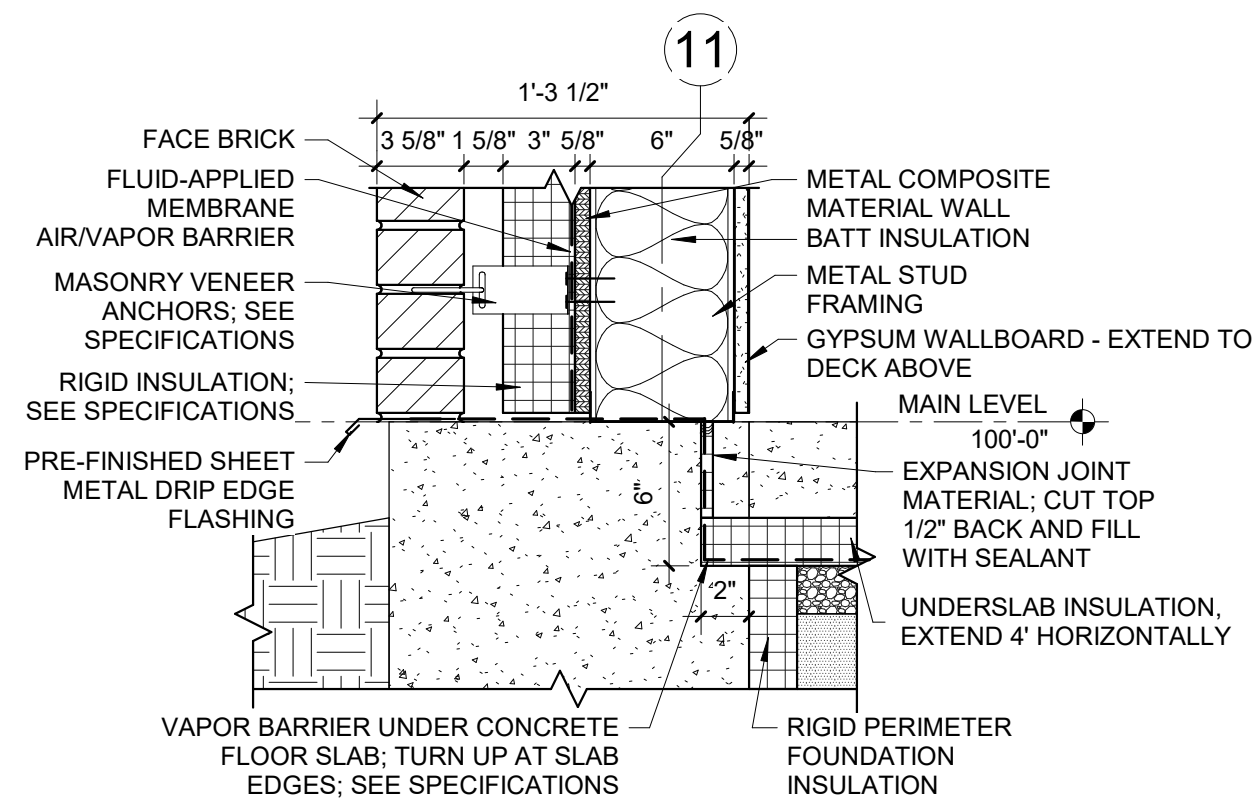 11
1'-3 1/2"
3 5/8" 1 5/8" 3" 5/8" 6" 5/8"
FACE BRICK
FLUID-APPLIED
MEMBRANE
AIR/VAPOR BARRIER
MASONRY VENEER
ANCHORS; SEE
SPECIFICATIONS
RIGID INSULATION;
SEE SPECIFICATIONS
PRE-FINISHED SHEET
METAL DRIP EDGE
FLASHING
METAL COMPOSITE
MATERIAL WALL
BATT INSULATION
METAL STUD
FRAMING
GYPSUM WALLBOARD - EXTEND TO
DECK ABOVE
MAIN LEVEL
100'-0"
EXPANSION JOINT
MATERIAL; CUT TOP
1/2" BACK AND FILL
WITH SEALANT
6"
2"
UNDERSLAB INSULATION,
EXTEND 4' HORIZONTALLY
VAPOR BARRIER UNDER CONCRETE
FLOOR SLAB; TURN UP AT SLAB
EDGES; SEE SPECIFICATIONS
RIGID PERIMETER
FOUNDATION
INSULATION